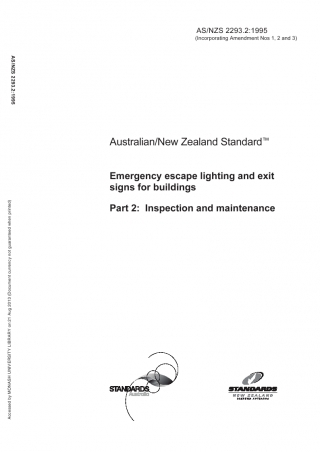 AS/NZS 2293.2:1995
(Incorporating Amendment Nos 1, 2 and 3)
AS/NZS 2293.2:1995
Australian/New Zealand Standard™
Emergency escape lighting and exit
signs for buildings
Part 2: Inspection and maintenance
Accessed by MONASH UNIVERSITY LIBRARY on 21 Aug 2013 (Document currency not guaranteed when printed)
STANDARDS
Australia
STANDARDS
NEW ZEALAND